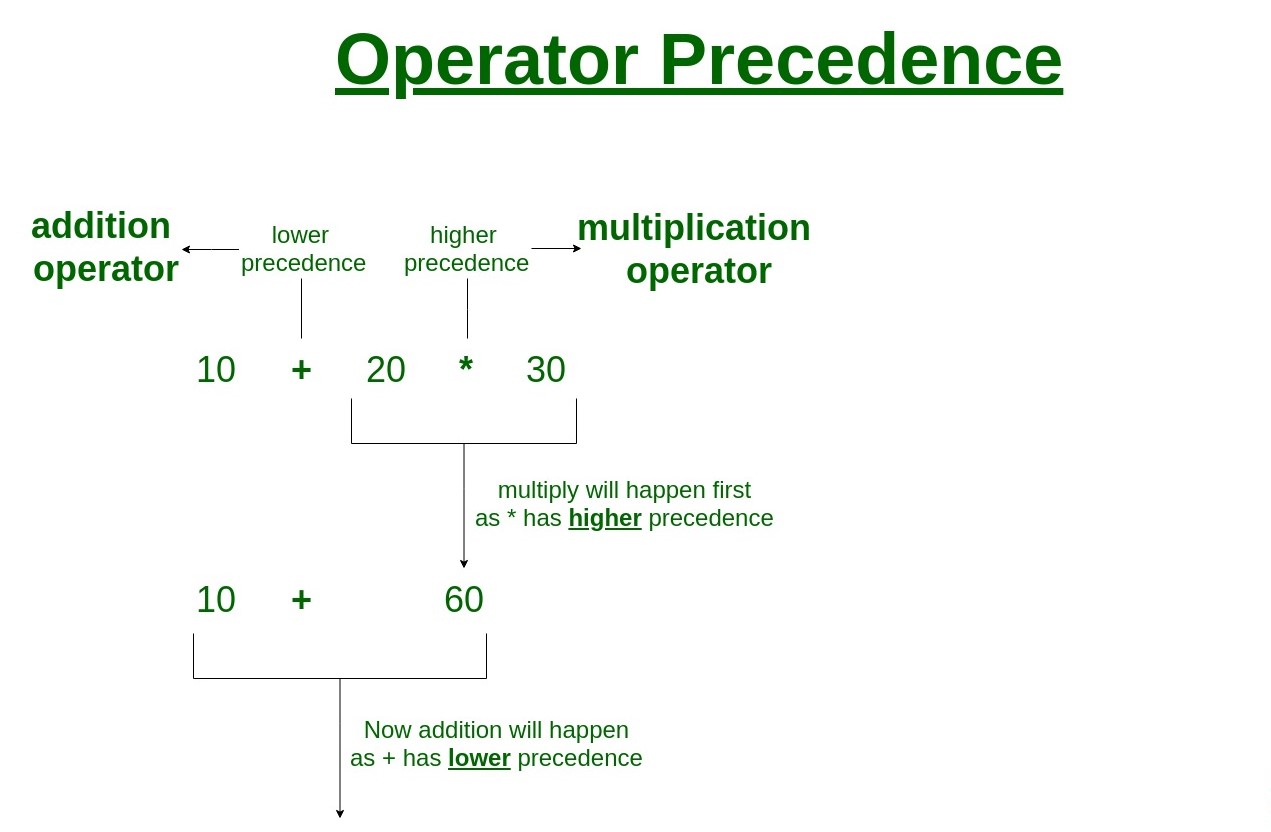 Operator Precedence
addition
operator
lower
precedence
higher
precedence
multiplication
operator
10 + 20 * 30
multiply will happen first
as * has higher precedence
10 + 60
Now addition will happen
as + has lower precedence